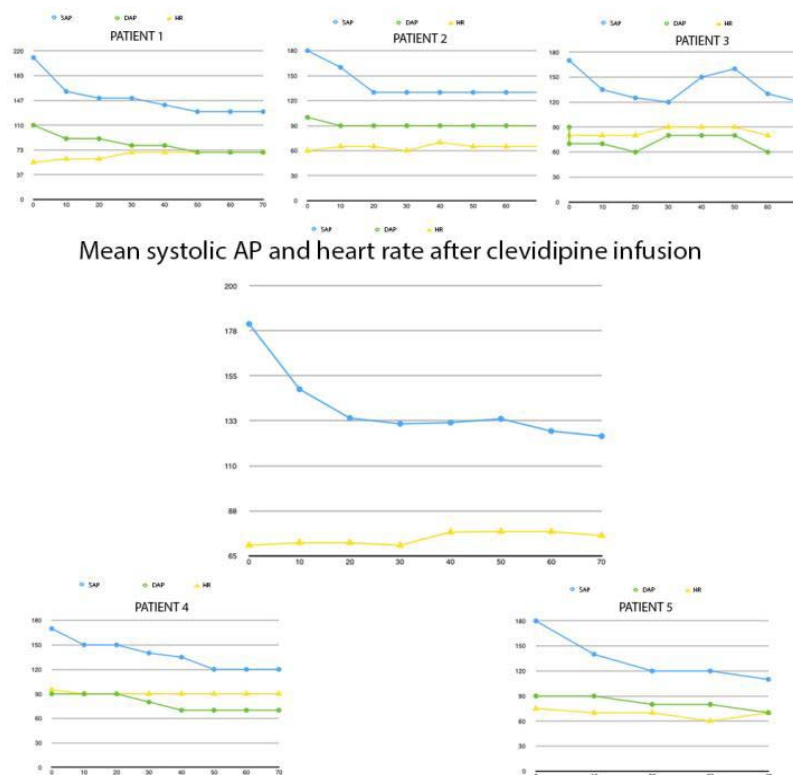 SAP DAP HR
PATIENT 1
220
183
147
110
73
37
0
0 10 20 30 40 50 60 70
SAP DAP HR
PATIENT 2
180
150
120
90
60
30
0
0 10 20 30 40 50 60
SAP DAP HR
PATIENT 3
180
150
120
90
60
30
0
0 10 20 30 40 50 60
SAP DAP HR
Mean systolic AP and heart rate after clevidipine infusion
200
178
155
133
110
88
65
0 10 20 30 40 50 60 70
SAP DAP HR
PATIENT 4
180
150
120
90
60
30
0
0 10 20 30 40 50 60 70
SAP DAP HR
PATIENT 5
180
150
120
90
60
30
0